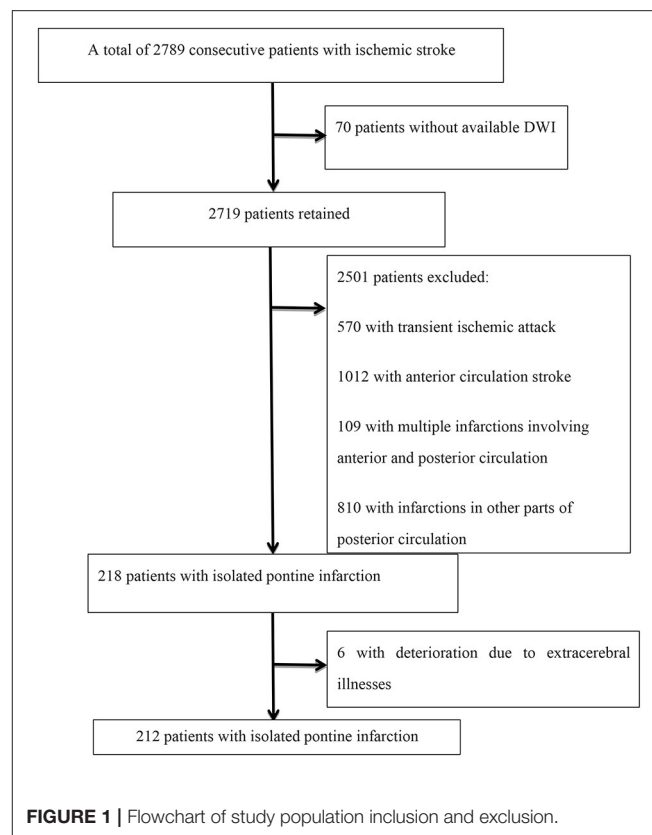 A total of 2789 consecutive patients with ischemic stroke
70 patients without available DWI
2719 patients retained
2501 patients excluded:
570 with transient ischemic attack
1012 with anterior circulation stroke
109 with multiple infarctions involving
anterior and posterior circulation
810 with infarctions in other parts of
posterior circulation
218 patients with isolated pontine infarction
6 with deterioration due to extracerebral
illnesses
212 patients with isolated pontine infarction
FIGURE 1 | Flowchart of study population inclusion and exclusion.